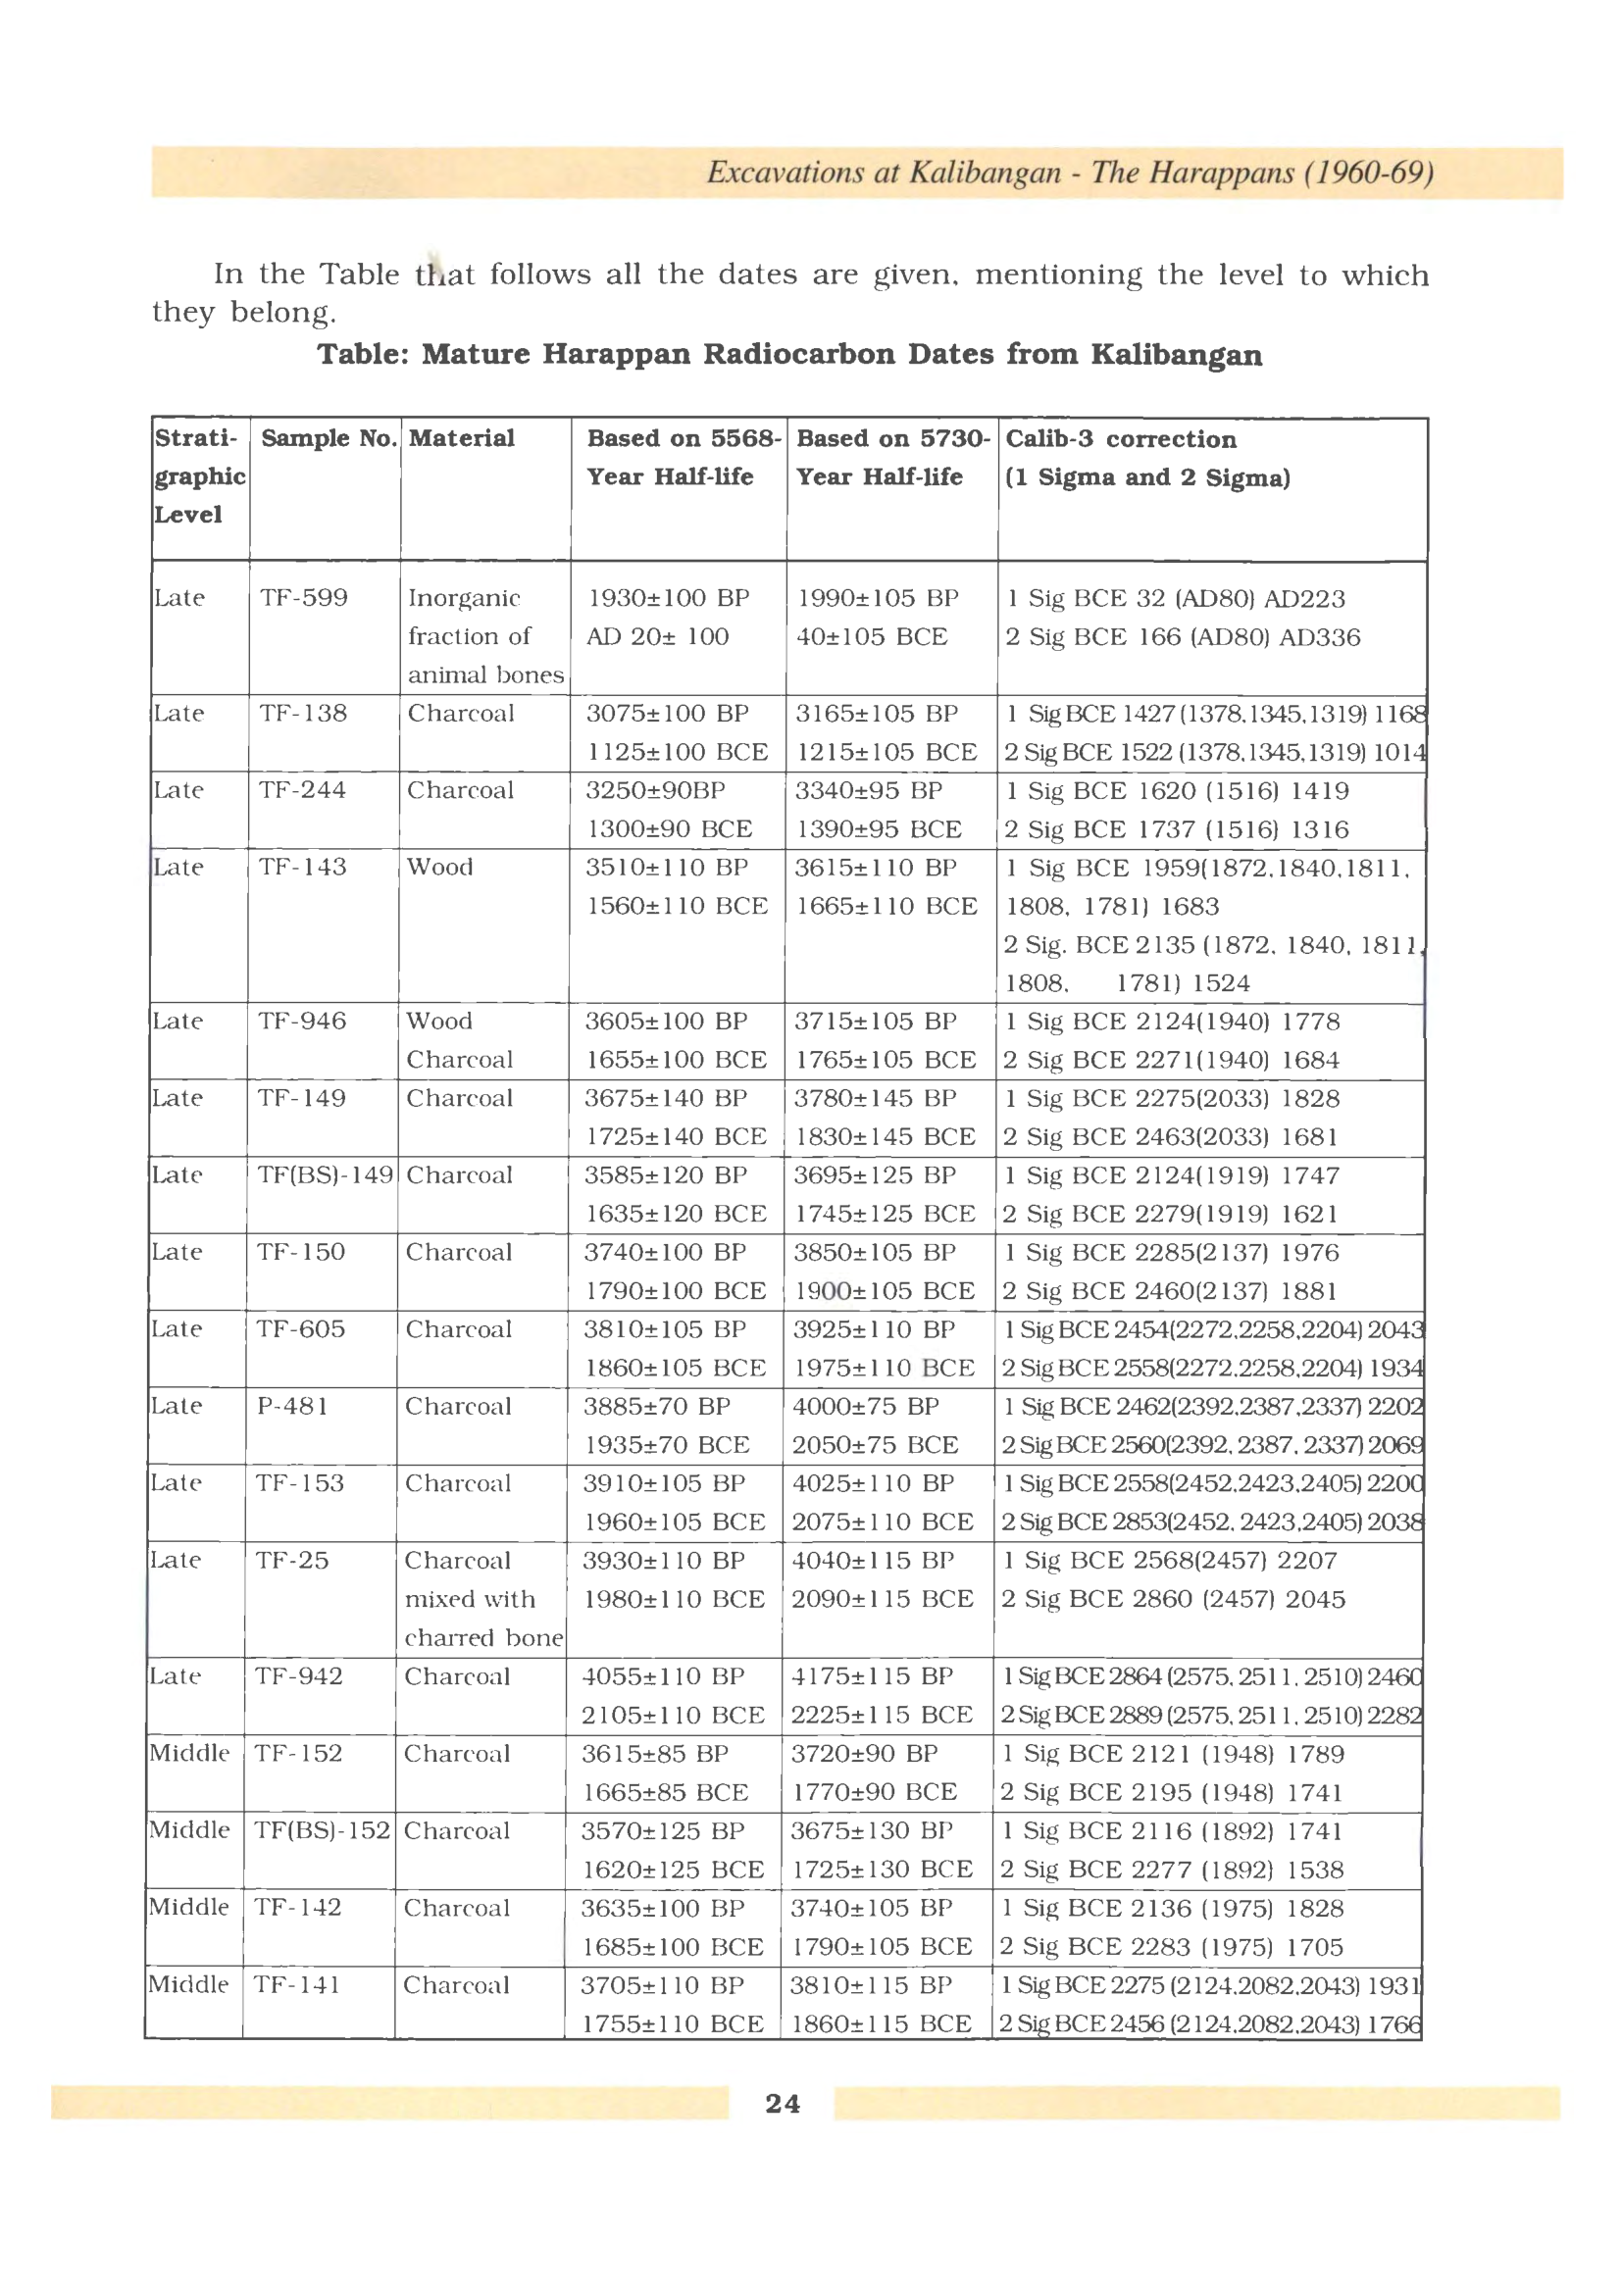 Excavations at Kalibangan - The Harappans (1960-69)
In the Table that follows all the dates are given, mentioning the level to which
they belong.
Table: Mature Harappan Radiocarbon Dates from Kalibangan
Strati- Sample No. Material Based on 5568- Based on 5730- Calib-3 correction
graphic Year Half-life Year Half-life (1 Sigma and 2 Sigma)
Level
Late TF-599 Inorganic 1930±100 BP 1990±105 BP 1 Sig BCE 32 (AD80) AD223
fraction of AD 20± 100 40±105 BCE 2 Sig BCE 166 (AD80) AD336
animal bones
Late TF-138 Charcoal 3075±100 BP 3165±105 BP 1 Sig BCE 1427 (1378,1345,1319) 1168
1125±100 BCE 1215±105 BCE 2 Sig BCE 1522 (1378,1345,1319) 1014
Late TF-244 Charcoal 3250±90BP 3340±95 BP 1 Sig BCE 1620 (1516) 1419
1300±90 BCE 1390±95 BCE 2 Sig BCE 1737 (1516) 1316
Late TF-143 Wood 3510±110 BP 3615±110 BP 1 Sig BCE 1959(1872,1840,1811,
1560±110 BCE 1665±110 BCE 1808, 1781) 1683
2 Sig. BCE 2135 (1872, 1840, 1811,
1808, 1781) 1524
Late TF-946 Wood 3605±100 BP 3715±105 BP 1 Sig BCE 2124(1940) 1778
Charcoal 1655±100 BCE 1765±105 BCE 2 Sig BCE 2271(1940) 1684
Late TF-149 Charcoal 3675±140 BP 3780±145 BP 1 Sig BCE 2275(2033) 1828
1725±140 BCE 1830±145 BCE 2 Sig BCE 2463(2033) 1681
Late TF(BS)-149 Charcoal 3585±120 BP 3695±125 BP 1 Sig BCE 2124(1919) 1747
1635±120 BCE 1745±125 BCE 2 Sig BCE 2279(1919) 1621
Late TF-150 Charcoal 3740±100 BP 3850±105 BP 1 Sig BCE 2285(2137) 1976
1790±100 BCE 1900±105 BCE 2 Sig BCE 2460(2137) 1881
Late TF-605 Charcoal 3810±105 BP 3925±110 BP 1 Sig BCE 2454(2272,2258,2204) 2043
1860±105 BCE 1975±110 BCE 2 Sig BCE 2558(2272,2258,2204) 1934
Late P-481 Charcoal 3885±70 BP 4000±75 BP 1 Sig BCE 2462(2392,2387,2337) 2202
1935±70 BCE 2050±75 BCE 2 Sig BCE 2560(2392, 2387, 2337) 2069
Late TF-153 Charcoal 3910±105 BP 4025±110 BP 1 Sig BCE 2558(2452,2423,2405) 2200
1960±105 BCE 2075±110 BCE 2 Sig BCE 2853(2452, 2423,2405) 2038
Late TF-25 Charcoal 3930±110 BP 4040±115 BP 1 Sig BCE 2568(2457) 2207
mixed with 1980±110 BCE 2090±115 BCE 2 Sig BCE 2860 (2457) 2045
charred bone
Late TF-942 Charcoal 4055±110 BP 4175±115 BP 1 Sig BCE 2864 (2575, 2511, 2510) 2460
2105±110 BCE 2225±115 BCE 2 Sig BCE 2889 (2575, 2511, 2510) 2282
Middle TF-152 Charcoal 3615±85 BP 3720±90 BP 1 Sig BCE 2121 (1948) 1789
1665±85 BCE 1770±90 BCE 2 Sig BCE 2195 (1948) 1741
Middle TF(BS)-152 Charcoal 3570±125 BP 3675±130 BP 1 Sig BCE 2116 (1892) 1741
1620±125 BCE 1725±130 BCE 2 Sig BCE 2277 (1892) 1538
Middle TF-142 Charcoal 3635±100 BP 3740±105 BP 1 Sig BCE 2136 (1975) 1828
1685±100 BCE 1790±105 BCE 2 Sig BCE 2283 (1975) 1705
Middle TF-141 Charcoal 3705±110 BP 3810±115 BP 1 Sig BCE 2275 (2124,2082,2043) 1931
1755±110 BCE 1860±115 BCE 2 Sig BCE 2456 (2124,2082,2043) 1766
24